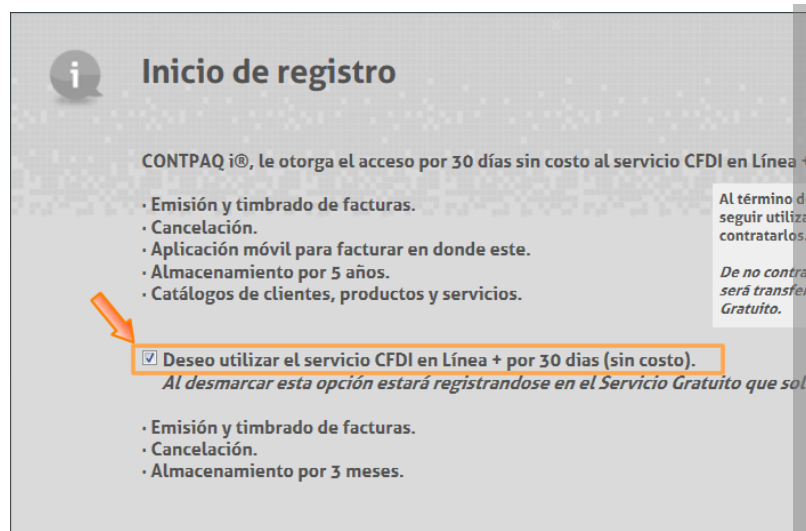 Inicio de registro
CONTPAQ i®, le otorga el acceso por 30 días sin costo al servicio CFDI en Línea +
· Emisión y timbrado de facturas.
· Cancelación.
· Aplicación móvil para facturar en donde este.
· Almacenamiento por 5 años.
· Catálogos de clientes, productos y servicios.
Al término
seguir
contratarlos.
De no
será
Gratuito.
Deseo utilizar el servicio CFDI en Línea + por 30 dias (sin costo).
Al desmarcar esta opción estará registrandose en el Servicio Gratuito que
· Emisión y timbrado de facturas.
· Cancelación.
· Almacenamiento por 3 meses.